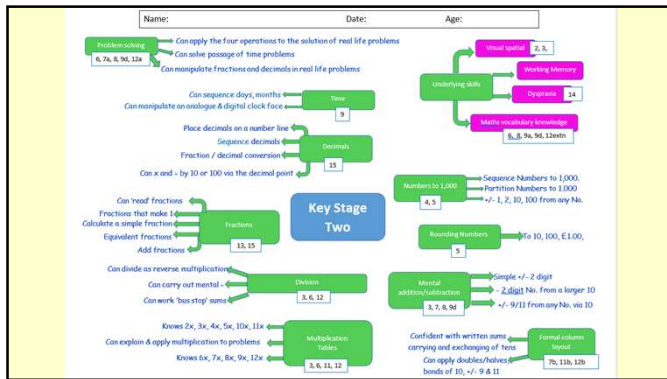 Name: Date: Age:
Problem solving
6, 7a, 8, 9d, 12a
Can apply the four operations to the solution of real life problems
Can solve passage of time problems
Can manipulate fractions and decimals in real life problems
Visual spatial
2, 3,
Working Memory
Underlying skills
Dyspraxia
14
Maths vocabulary knowledge
6, 8, 9a, 9d, 12extn
Can sequence days, months
Can manipulate an analogue & digital clock face
Time
9
Place decimals on a number line
Sequence decimals
Fraction / decimal conversion
Can x and ÷ by 10 or 100 via the decimal point
Decimals
15
Numbers to 1,000
4, 5
Sequence Numbers to 1,000.
Partition Numbers to 1,000
+/- 1, 2, 10, 100 from any No.
Key Stage
Two
Can 'read' fractions
Fractions that make 1
Calculate a simple fraction
Equivalent fractions
Add fractions
Fractions
13, 15
Rounding Numbers
5
To 10, 100, £1.00,
Can divide as reverse multiplication
Can carry out mental ÷
Can work 'bus stop' sums
Division
3, 6, 12
Mental
addition/subtraction
3, 7, 8, 9d
Simple +/- 2 digit
- 2 digit No. from a larger 10
+/- 9/11 from any No. via 10
Knows 2x, 3x, 4x, 5x, 10x, 11x
Can explain & apply multiplication to problems
Knows 6x, 7x, 8x, 9x, 12x
Multiplication
Tables
3, 6, 11, 12
Confident with written sums
carrying and exchanging of tens
Can apply doubles/halves,
bonds of 10, +/- 9 & 11
Formal column
layout
7b, 11b, 12b